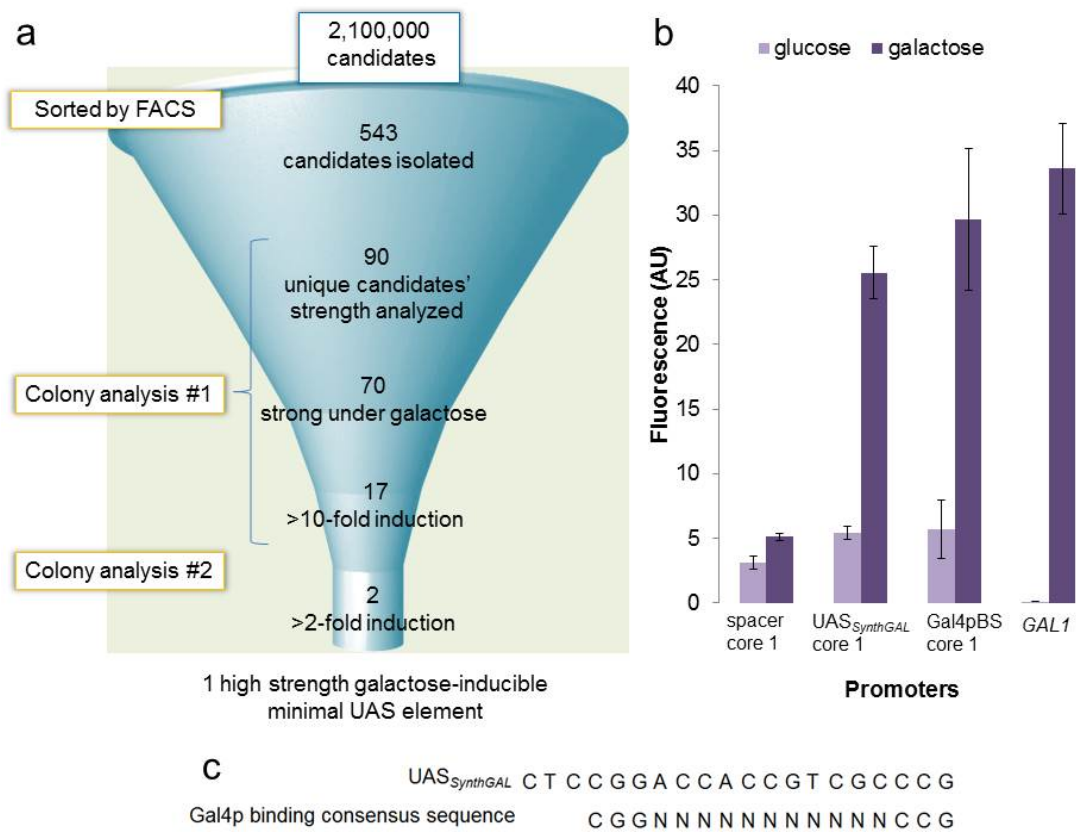 a
2,100,000
candidates
Sorted by FACS
543
candidates isolated
90
unique candidates’
strength analyzed
Colony analysis #1
70
strong under galactose
17
>10-fold induction
Colony analysis #2
2
>2-fold induction
1 high strength galactose-inducible
minimal UAS element
b
glucose galactose
Fluorescence (AU)
40
35
30
25
20
15
10
5
0
spacer
core 1
UASSynthGAL
core 1
Gal4pBS
core 1
GAL1
Promoters
c
UASSynthGAL C T C C G G A C C A C C G T C G C C C G
Gal4p binding consensus sequence C G G N N N N N N N N N N N C C G